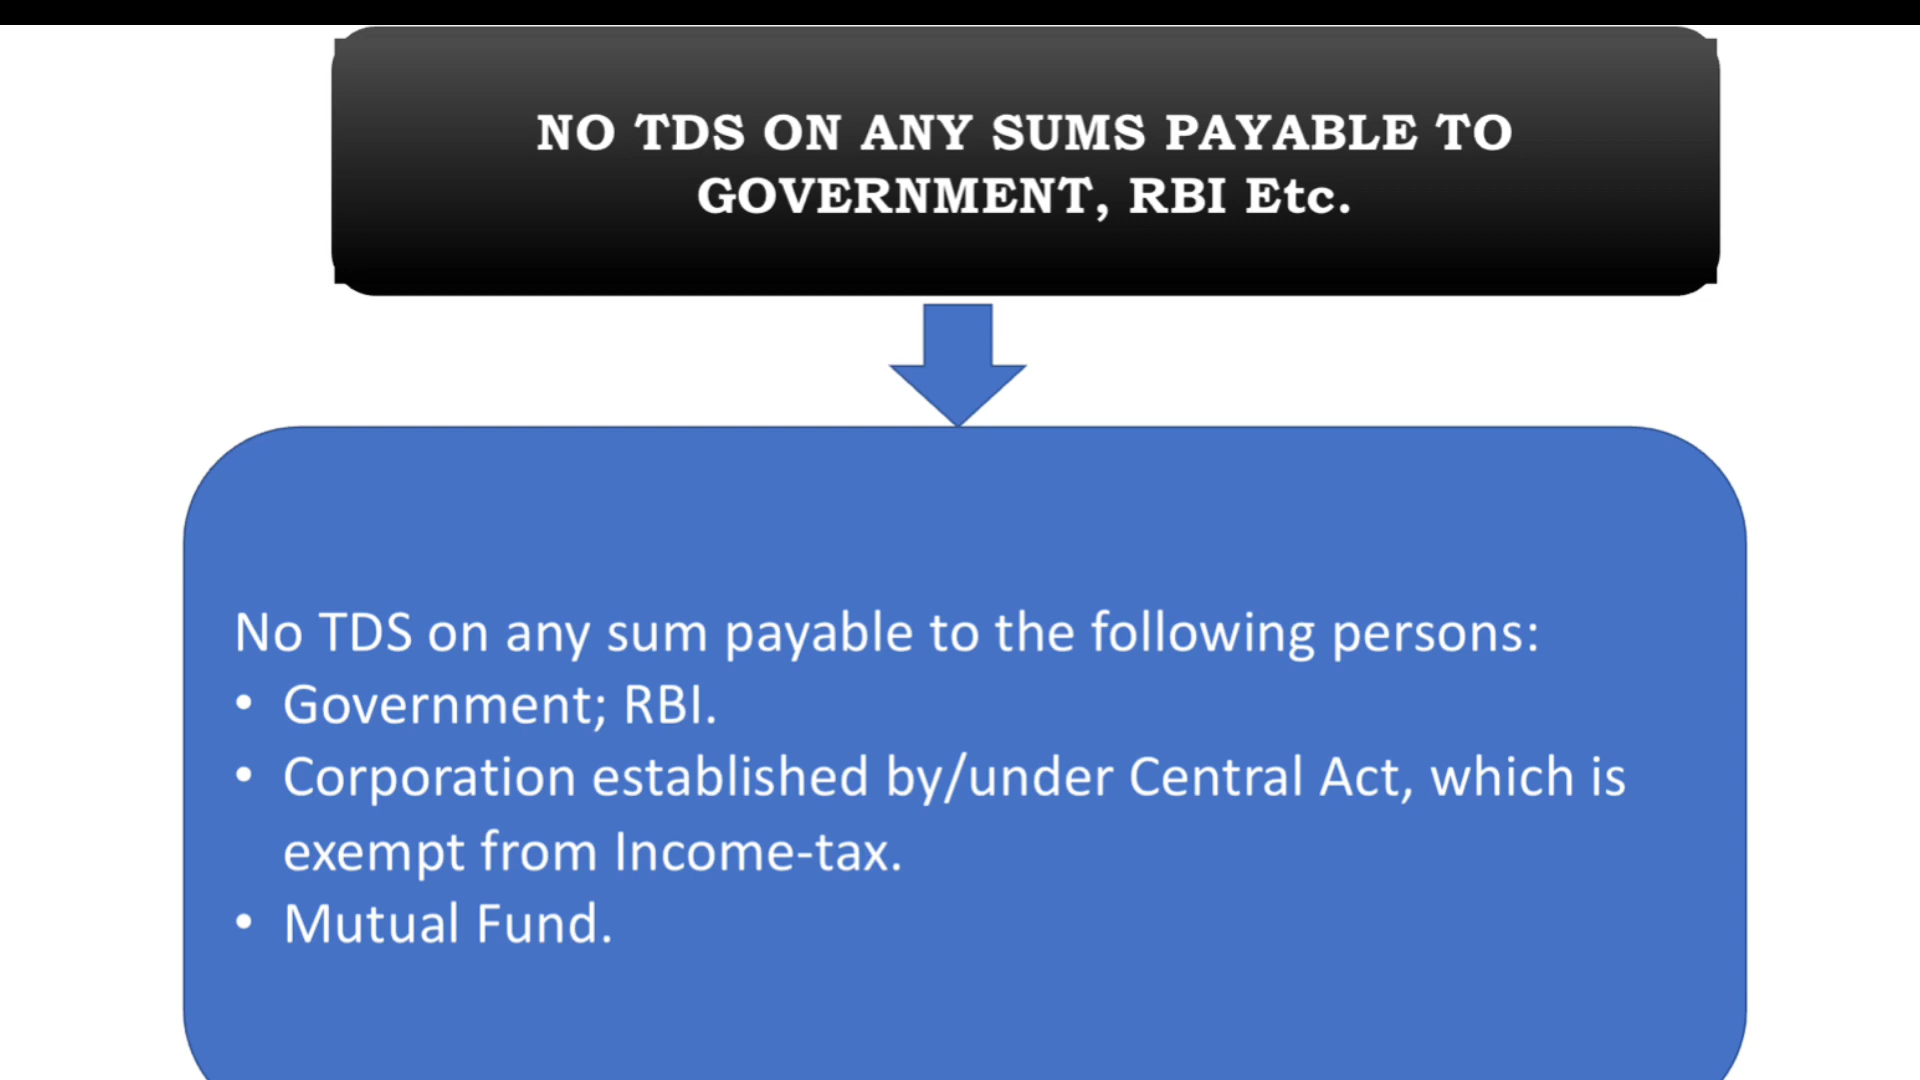 NO TDS ON ANY SUMS PAYABLE TO
GOVERNMENT, RBI Etc.
No TDS on any sum payable to the following persons:
• Government; RBI.
• Corporation established by/under Central Act, which is
exempt from Income-tax.
• Mutual Fund.